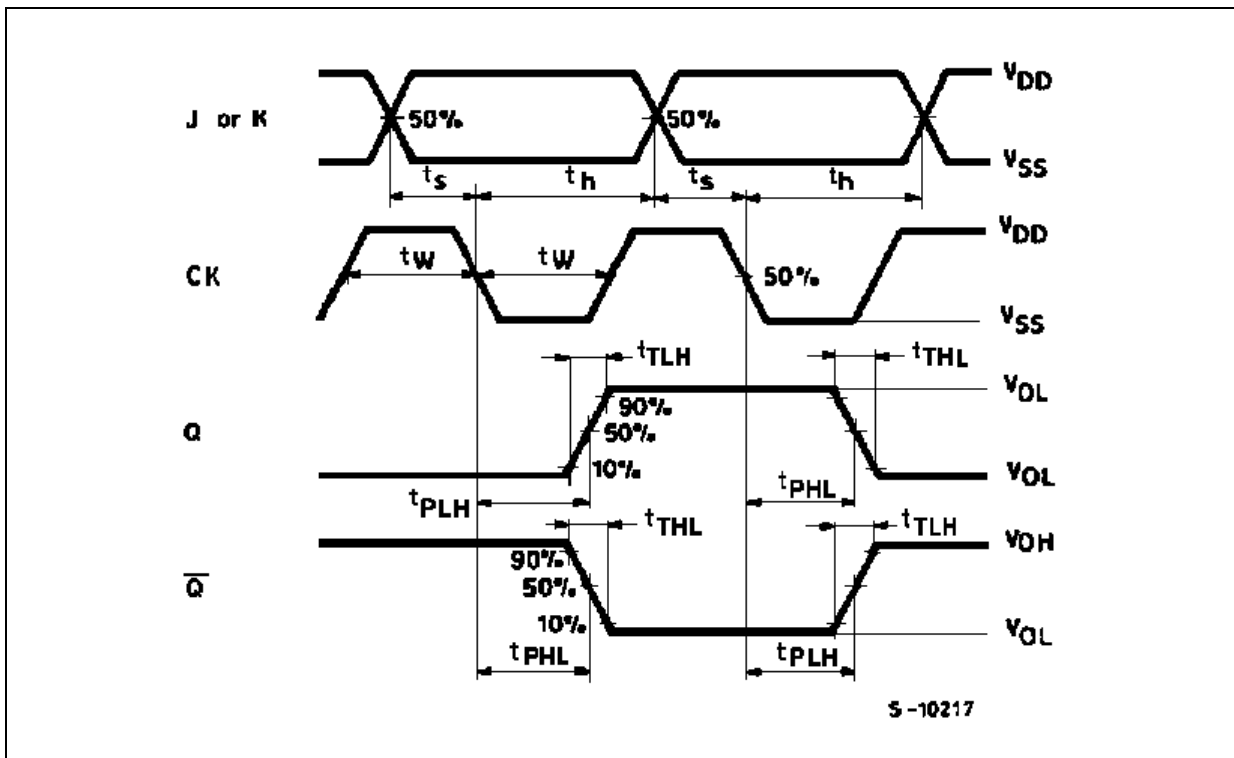 VDD
J or K
50%
50%
VSS
ts
th
ts
th
VDD
CK
tW
tW
50%
VSS
tTLH
tTHL
VOL
90%
Q
50%
10%
VOL
tPLH
tPHL
tTHL
tTLH
VOH
90%
Q̅
50%
10%
VOL
tPHL
tPLH
S-10217